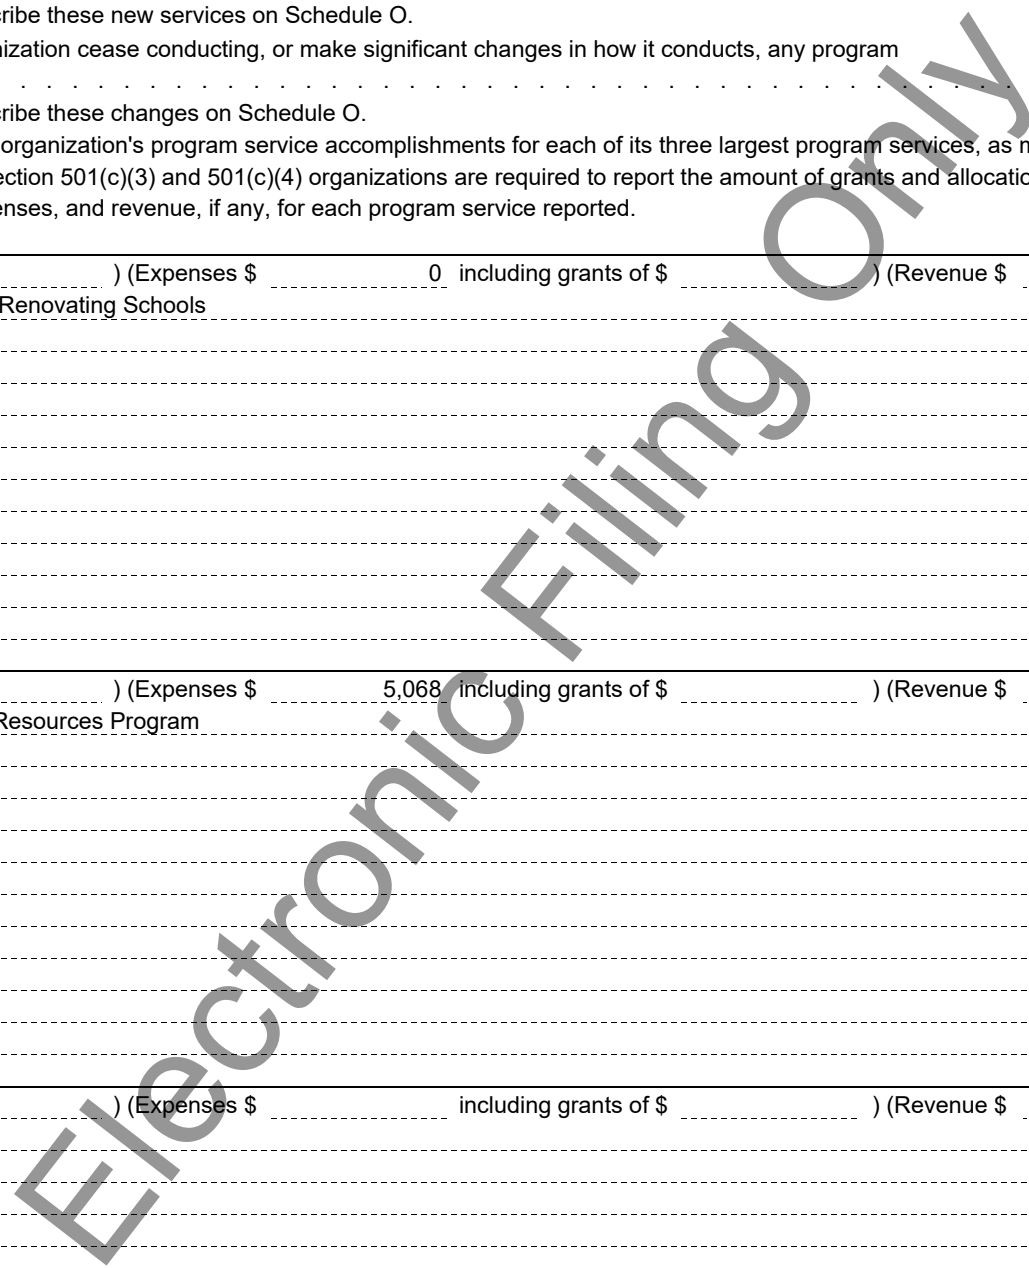 ribe these new services on Schedule O.
nization cease conducting, or make significant changes in how it conducts, any program
. . . . . . . . . . . . . . . . . . . . . . . . . . . . . . . . . . . . . . .
ribe these changes on Schedule O.
organization's program service accomplishments for each of its three largest program services, as m
ection 501(c)(3) and 501(c)(4) organizations are required to report the amount of grants and allocatio
enses, and revenue, if any, for each program service reported.
) (Expenses $ 0 including grants of $ ) (Revenue $
Renovating Schools
) (Expenses $ 5,068 including grants of $ ) (Revenue $
Resources Program
) (Expenses $ including grants of $ ) (Revenue $
Electronic Filing Only